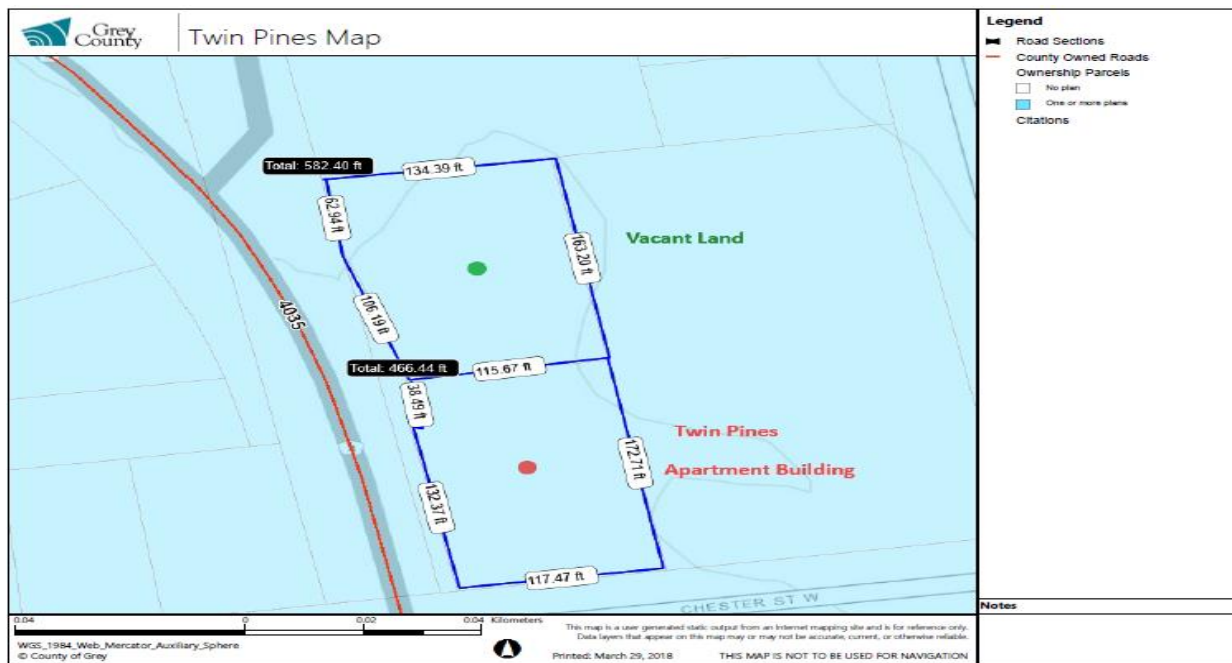 Grey
County
Twin Pines Map
Total: 582.40 ft
134.39 ft
62.94 ft
163.20 ft
Vacant Land
106.19 ft
4035
Total: 466.44 ft
115.67 ft
38.49 ft
Twin Pines
Apartment Building
172.71 ft
132.37 ft
117.47 ft
CHESTER ST W
Legend
Road Sections
County Owned Roads
Ownership Parcels
No plan
One or more plans
Citations
Notes
0.04 0 0.02 0.04 Kilometers
WGS_1984_Web_Mercator_Auxiliary_Sphere
© County of Grey
This map is a user generated static output from an Internet mapping site and is for reference only.
Data layers that appear on this map may or may not be accurate, current, or otherwise reliable.
Printed: March 29, 2018 THIS MAP IS NOT TO BE USED FOR NAVIGATION